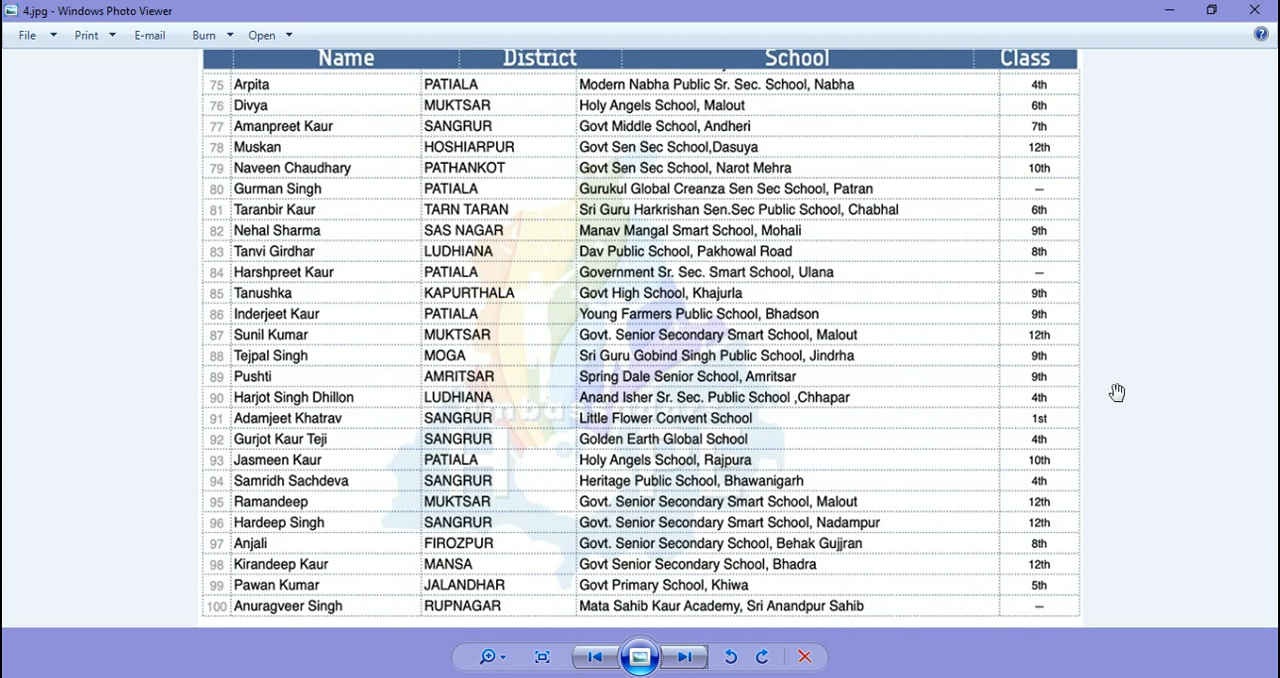 4.jpg - Windows Photo Viewer
File Print E-mail Burn Open
Name District School Class
75 Arpita PATIALA Modern Nabha Public Sr. Sec. School, Nabha 4th
76 Divya MUKTSAR Holy Angels School, Malout 6th
77 Amanpreet Kaur SANGRUR Govt Middle School, Andheri 7th
78 Muskan HOSHIARPUR Govt Sen Sec School,Dasuya 12th
79 Naveen Chaudhary PATHANKOT Govt Sen Sec School, Narot Mehra 10th
80 Gurman Singh PATIALA Gurukul Global Creanza Sen Sec School, Patran –
81 Taranbir Kaur TARN TARAN Sri Guru Harkrishan Sen.Sec Public School, Chabhal 6th
82 Nehal Sharma SAS NAGAR Manav Mangal Smart School, Mohali 9th
83 Tanvi Girdhar LUDHIANA Dav Public School, Pakhowal Road 8th
84 Harshpreet Kaur PATIALA Government Sr. Sec. Smart School, Ulana –
85 Tanushka KAPURTHALA Govt High School, Khajurla 9th
86 Inderjeet Kaur PATIALA Young Farmers Public School, Bhadson 9th
87 Sunil Kumar MUKTSAR Govt. Senior Secondary Smart School, Malout 12th
88 Tejpal Singh MOGA Sri Guru Gobind Singh Public School, Jindrha 9th
89 Pushti AMRITSAR Spring Dale Senior School, Amritsar 9th
90 Harjot Singh Dhillon LUDHIANA Anand Isher Sr. Sec. Public School ,Chhapar 4th
91 Adamjeet Khatrav SANGRUR Little Flower Convent School 1st
92 Gurjot Kaur Teji SANGRUR Golden Earth Global School 4th
93 Jasmeen Kaur PATIALA Holy Angels School, Rajpura 10th
94 Samridh Sachdeva SANGRUR Heritage Public School, Bhawanigarh 4th
95 Ramandeep MUKTSAR Govt. Senior Secondary Smart School, Malout 12th
96 Hardeep Singh SANGRUR Govt. Senior Secondary Smart School, Nadampur 12th
97 Anjali FIROZPUR Govt. Senior Secondary School, Behak Gujjran 8th
98 Kirandeep Kaur MANSA Govt Senior Secondary School, Bhadra 12th
99 Pawan Kumar JALANDHAR Govt Primary School, Khiwa 5th
100 Anuragveer Singh RUPNAGAR Mata Sahib Kaur Academy, Sri Anandpur Sahib –